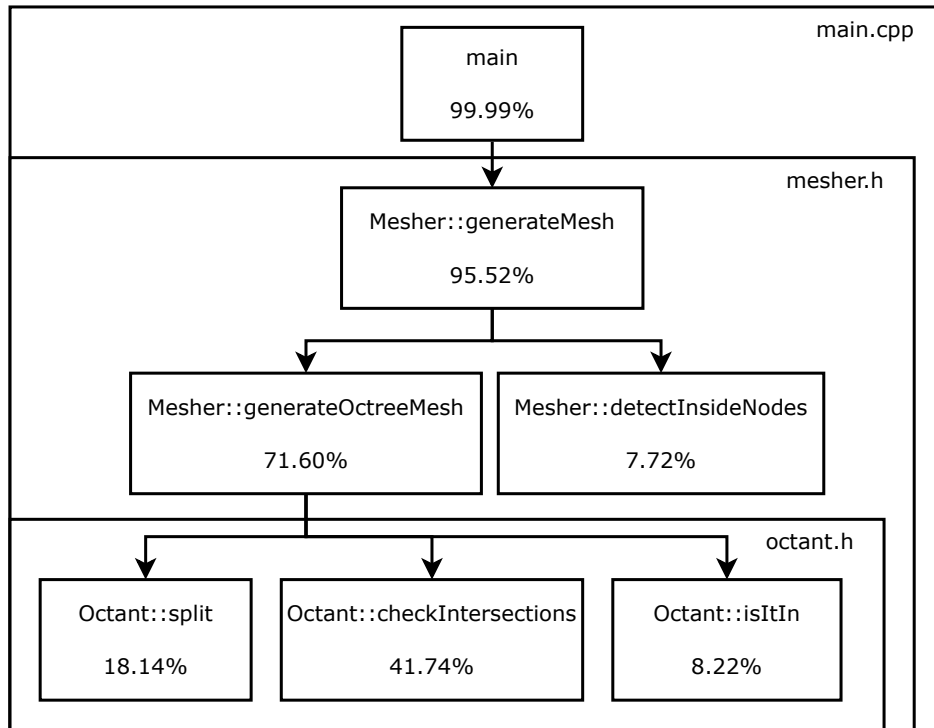 main.cpp
main
99.99%
mesher.h
Mesher::generateMesh
95.52%
Mesher::generateOctreeMesh
71.60%
Mesher::detectInsideNodes
7.72%
octant.h
Octant::split
18.14%
Octant::checkIntersections
41.74%
Octant::isItIn
8.22%